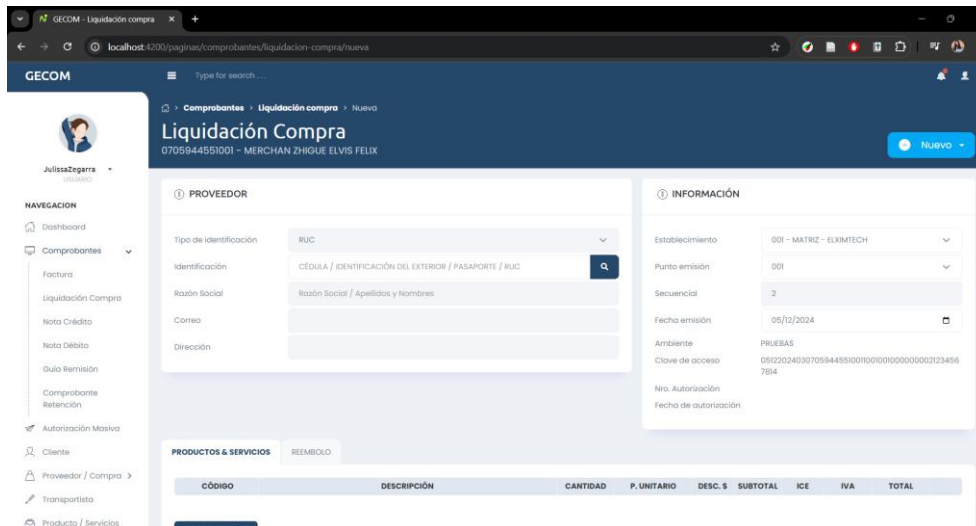 GECOM - Liquidación compra
localhost:4200/paginas/comprobantes/liquidacion-compra/nueva
GECOM
Type for search ...
Comprobantes > Liquidación compra > Nueva
Liquidación Compra
0705944551001 - MERCHAN ZHIGUE ELVIS FELIX
Nuevo
JulissaZegarra
USUARIO
NAVEGACION
Dashboard
Comprobantes
Factura
Liquidación Compra
Nota Crédito
Nota Débito
Guía Remisión
Comprobante
Retención
Autorización Masiva
Cliente
Proveedor / Compra >
Transportista
Producto / Servicios
PROVEEDOR
Tipo de identificación RUC
Identificación CÉDULA / IDENTIFICACIÓN DEL EXTERIOR / PASAPORTE / RUC
Razón Social Razón Social / Apellidos y Nombres
Correo
Dirección
INFORMACIÓN
Establecimiento 001 - MATRIZ - ELXIMTECH
Punto emisión 001
Secuencial 2
Fecha emisión 05/12/2024
Ambiente PRUEBAS
Clave de acceso 0512202403070594455100110010010000000002123456
7814
Nro. Autorización
Fecha de autorización
PRODUCTOS & SERVICIOS REEMBOLO
CÓDIGO DESCRIPCIÓN CANTIDAD P. UNITARIO DESC. $ SUBTOTAL ICE IVA TOTAL